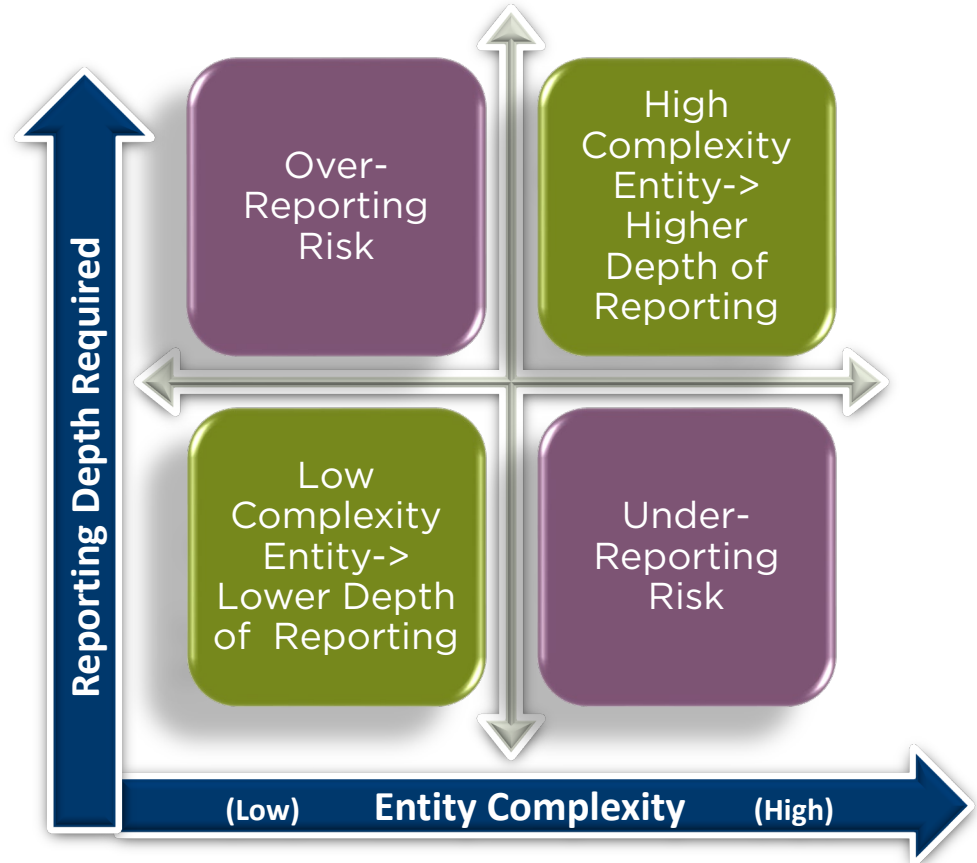 Reporting Depth Required
Over-
Reporting
Risk
High
Complexity
Entity->
Higher
Depth of
Reporting
Low
Complexity
Entity->
Lower Depth
of  Reporting
Under-
Reporting
Risk
(Low) Entity Complexity (High)